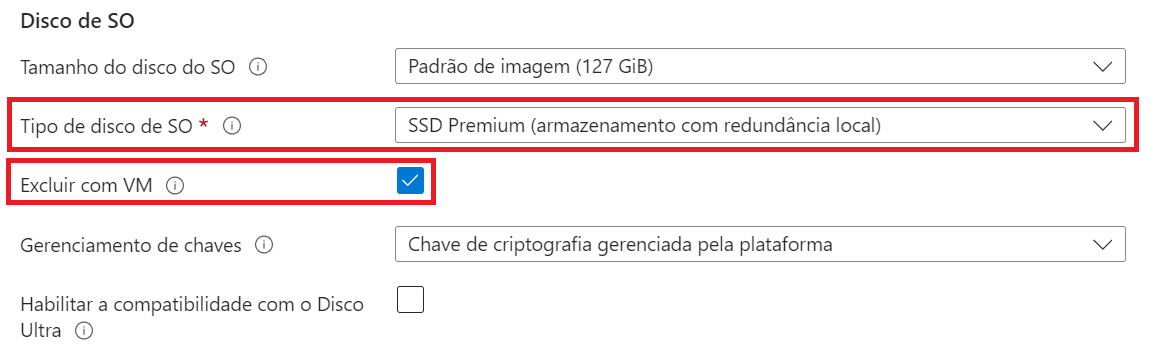 Disco de SO
Tamanho do disco do SO
Padrão de imagem (127 GiB)
Tipo de disco de SO *
SSD Premium (armazenamento com redundância local)
Excluir com VM
Gerenciamento de chaves
Chave de criptografia gerenciada pela plataforma
Habilitar a compatibilidade com o Disco
Ultra